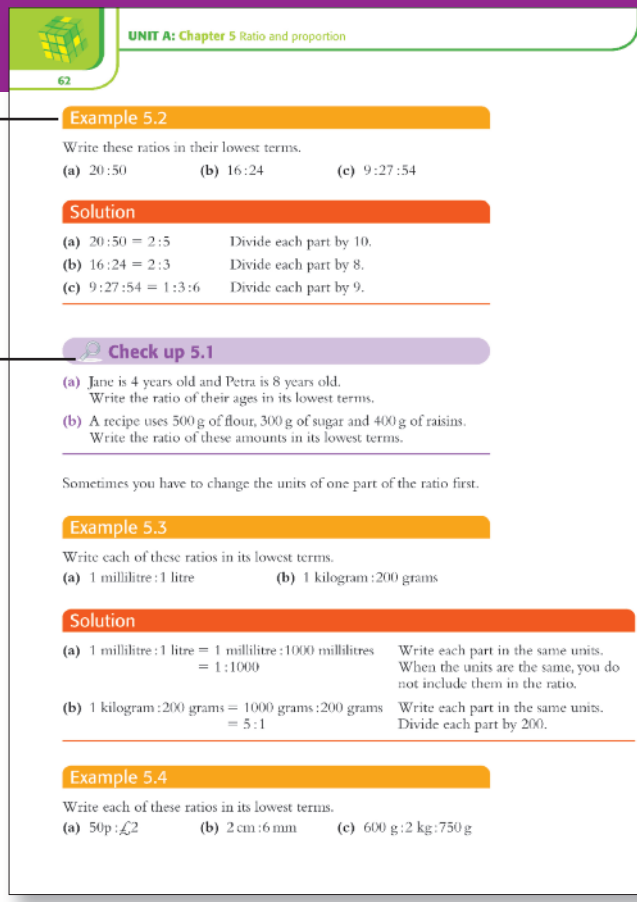 UNIT A: Chapter 5 Ratio and proportion
62
Example 5.2
Write these ratios in their lowest terms.
(a) 20:50 (b) 16:24 (c) 9:27:54
Solution
(a) 20:50 = 2:5 Divide each part by 10.
(b) 16:24 = 2:3 Divide each part by 8.
(c) 9:27:54 = 1:3:6 Divide each part by 9.
Check up 5.1
(a) Jane is 4 years old and Petra is 8 years old.
Write the ratio of their ages in its lowest terms.
(b) A recipe uses 500 g of flour, 300 g of sugar and 400 g of raisins.
Write the ratio of these amounts in its lowest terms.
Sometimes you have to change the units of one part of the ratio first.
Example 5.3
Write each of these ratios in its lowest terms.
(a) 1 millilitre:1 litre (b) 1 kilogram:200 grams
Solution
(a) 1 millilitre:1 litre = 1 millilitre:1000 millilitres Write each part in the same units.
= 1:1000 When the units are the same, you do
not include them in the ratio.
(b) 1 kilogram:200 grams = 1000 grams:200 grams Write each part in the same units.
= 5:1 Divide each part by 200.
Example 5.4
Write each of these ratios in its lowest terms.
(a) 50p:£2 (b) 2 cm:6 mm (c) 600 g:2 kg:750 g